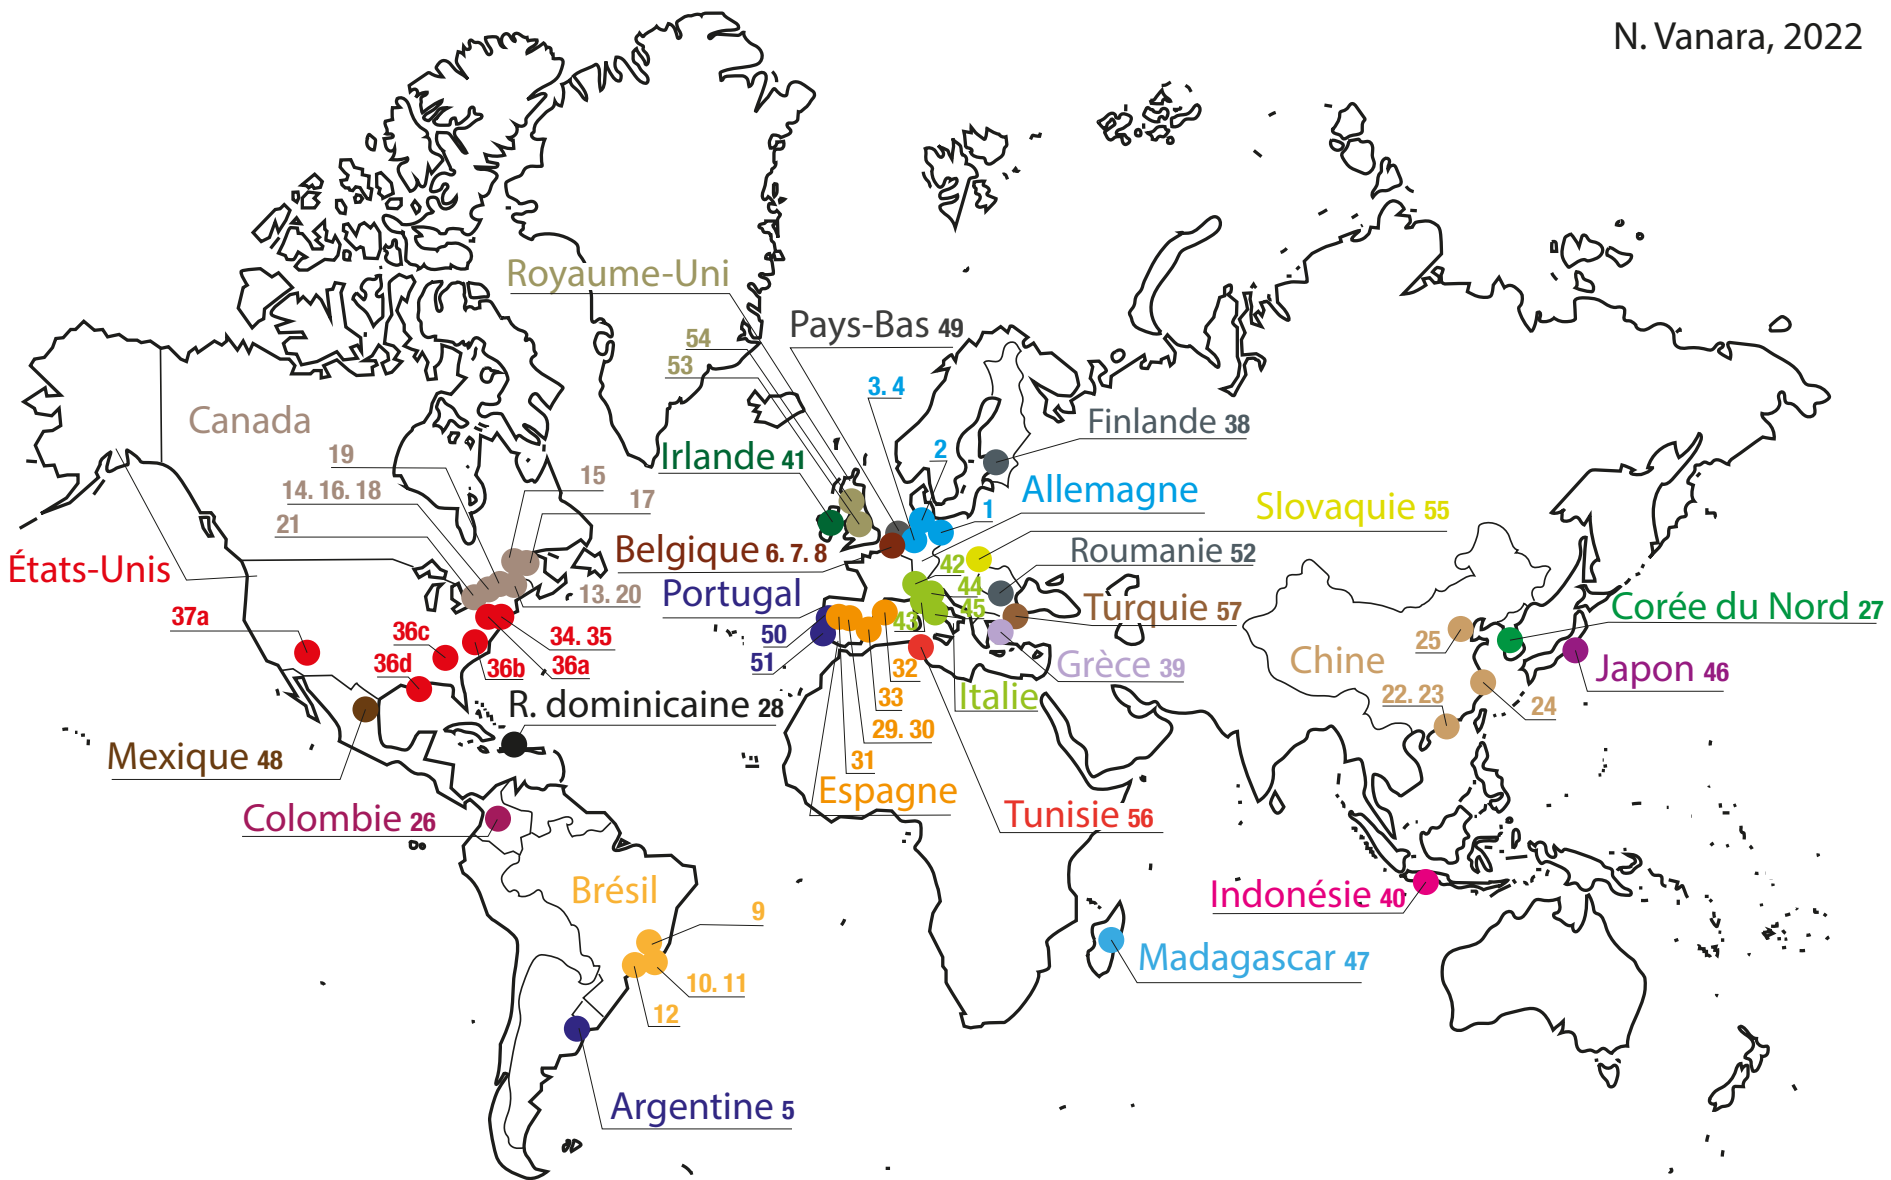 N. Vanara, 2022
Royaume-Uni
54
53
Pays-Bas 49
3. 4
2
1
Finlande 38
Canada
19
14. 16. 18
21
15
17
13. 20
Irlande 41
Allemagne
Slovaquie 55
Belgique 6. 7. 8
Roumanie 52
États-Unis
37a
36c
36d
36b
36a
34. 35
Portugal
50
51
42
44
43
45
Italie
Turquie 57
Grèce 39
Corée du Nord 27
Chine
25
22. 23
24
Japon 46
32
33
29. 30
31
Espagne
Tunisie 56
R. dominicaine 28
Mexique 48
Colombie 26
Brésil
9
10. 11
12
Argentine 5
Indonésie 40
Madagascar 47